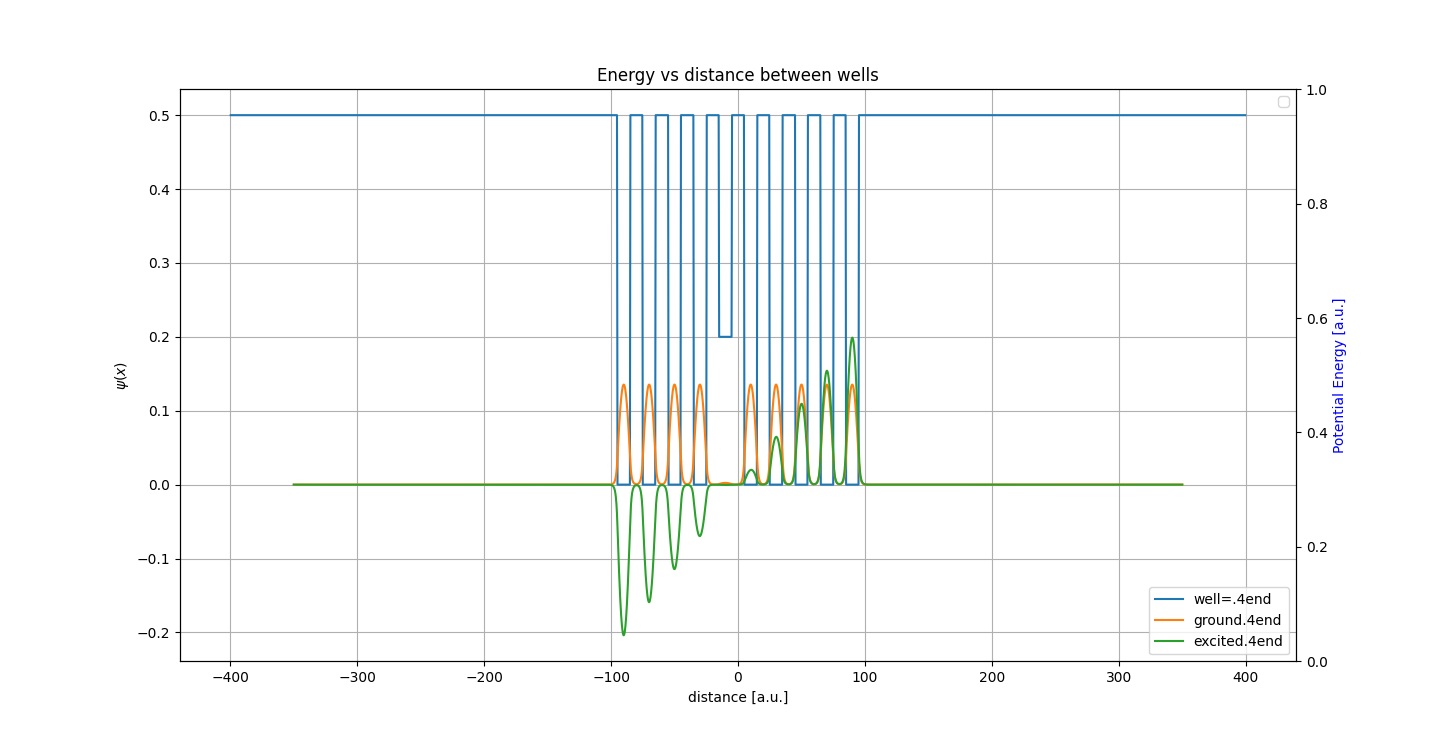 Energy vs distance between wells
0.5
0.4
0.3
0.2
0.1
0.0
−0.1
−0.2
ψ(x)
1.0
0.8
0.6
0.4
0.2
0.0
Potential Energy [a.u.]
well=.4end
ground.4end
excited.4end
−400 −300 −200 −100 0 100 200 300 400
distance [a.u.]